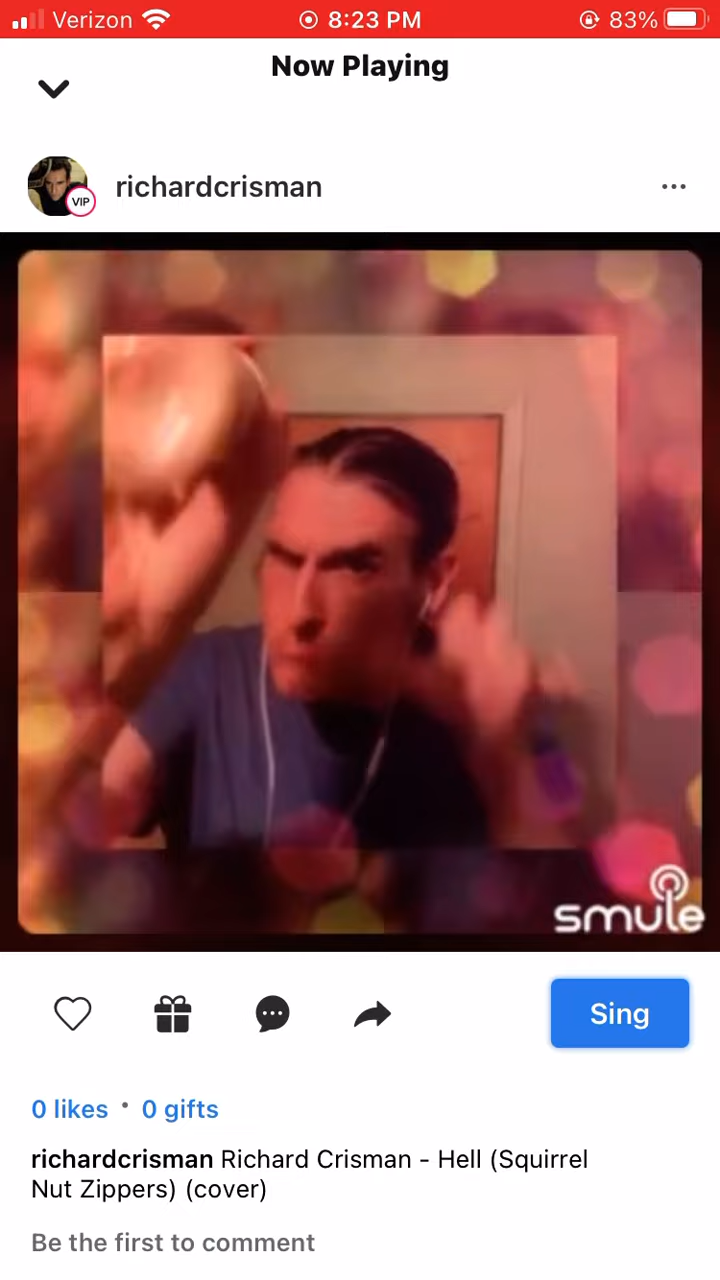 Verizon 8:23 PM 83%
Now Playing
VIP
richardcrisman
smule
Sing
0 likes · 0 gifts
richardcrisman Richard Crisman - Hell (Squirrel
Nut Zippers) (cover)
Be the first to comment